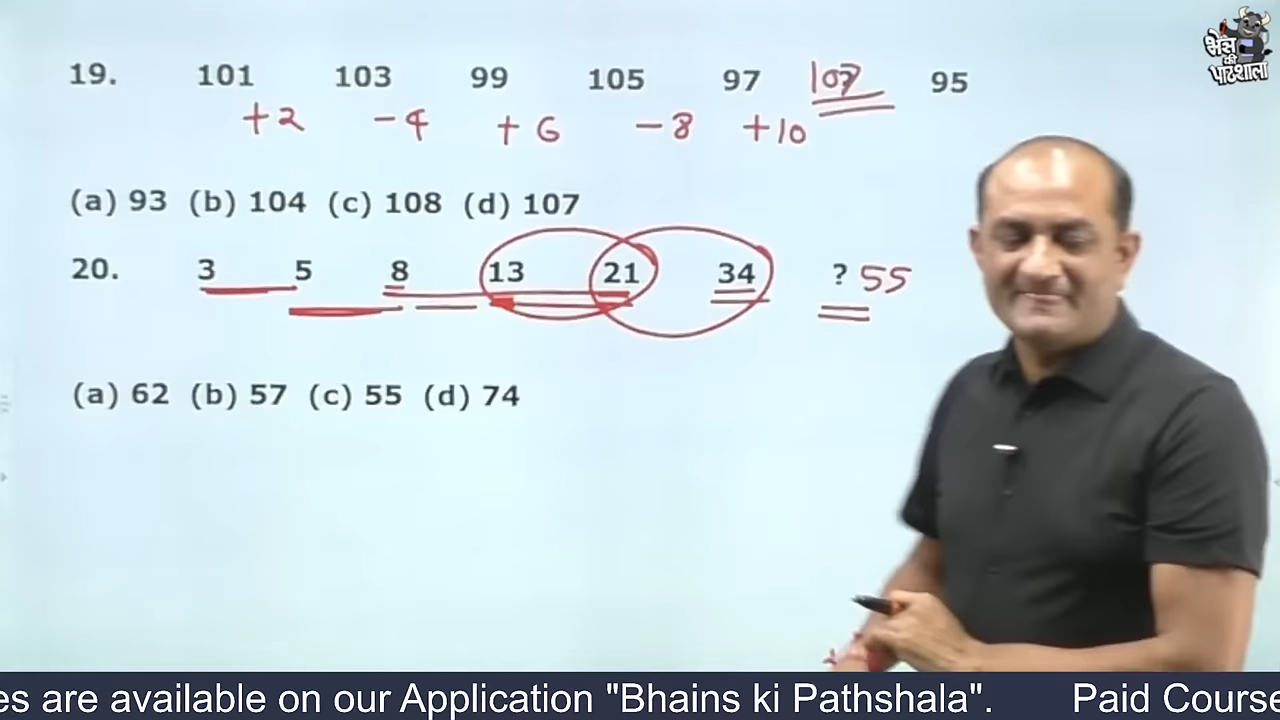 19. 101 103 99 105 97 107 95
+2 -4 +6 -8 +10
(a) 93 (b) 104 (c) 108 (d) 107
20. 3 5 8 13 21 34 ? 55
(a) 62 (b) 57 (c) 55 (d) 74
भैंस की पाठशाला
es are available on our Application "Bhains ki Pathshala". Paid Course